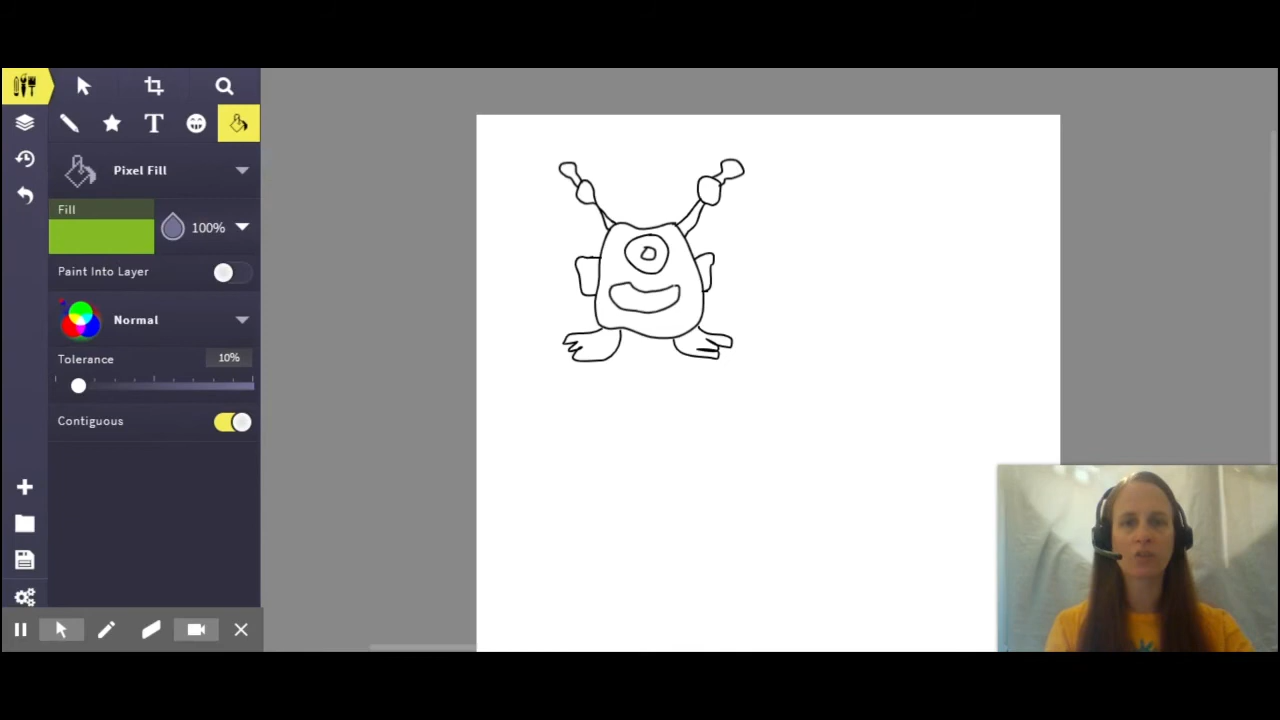 T
Pixel Fill
Fill
100%
Paint Into Layer
Normal
Tolerance
10%
Contiguous